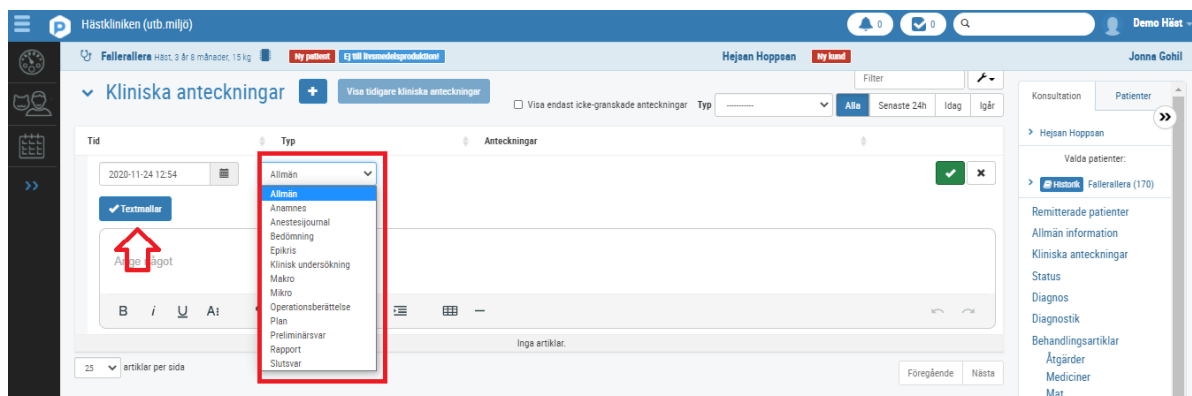 Hästkliniken (utb.miljö)
0
0
Demo Häst
Fallerallera Häst, 3 år 8 månader, 15 kg
Ny patient
Ej till livsmedelsproduktion!
Hejsan Hoppsan
Ny kund
Jonna Gohil
Kliniska anteckningar
Visa tidigare kliniska anteckningar
Visa endast icke-granskade anteckningar
Typ
----------
Filter
Alla
Senaste 24h
Idag
Igår
Tid
Typ
Anteckningar
2020-11-24 12:54
Allmän
Textmallar
Ange något
Allmän
Anamnes
Anestesijournal
Bedömning
Epikris
Klinisk undersökning
Makro
Mikro
Operationsberättelse
Plan
Preliminärsvar
Rapport
Slutsvar
B i U A
Inga artiklar.
25 artiklar per sida
Föregående
Nästa
Konsultation
Patienter
Hejsan Hoppsan
Valda patienter:
Historik Fallerallera (170)
Remitterade patienter
Allmän information
Kliniska anteckningar
Status
Diagnos
Diagnostik
Behandlingsartiklar
Åtgärder
Mediciner
Mat